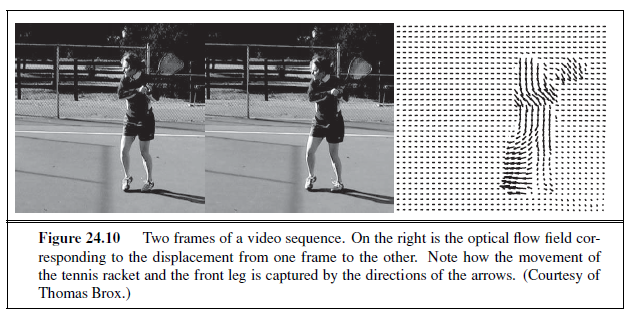 Figure 24.10 Two frames of a video sequence. On the right is the optical flow field cor-
responding to the displacement from one frame to the other. Note how the movement of
the tennis racket and the front leg is captured by the directions of the arrows. (Courtesy of
Thomas Brox.)